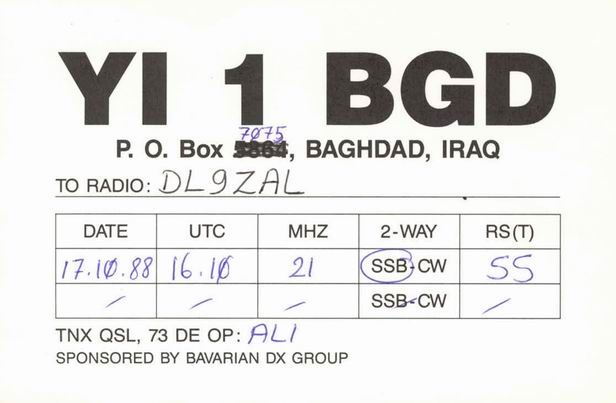 YI 1 BGD
7075
P. O. Box 5864, BAGHDAD, IRAQ
TO RADIO: DL9ZAL
DATE UTC MHZ 2-WAY RS(T)
17.10.88 16.10 21 SSB-CW 55
/ / / SSB-CW /
TNX QSL, 73 DE OP: ALI
SPONSORED BY BAVARIAN DX GROUP